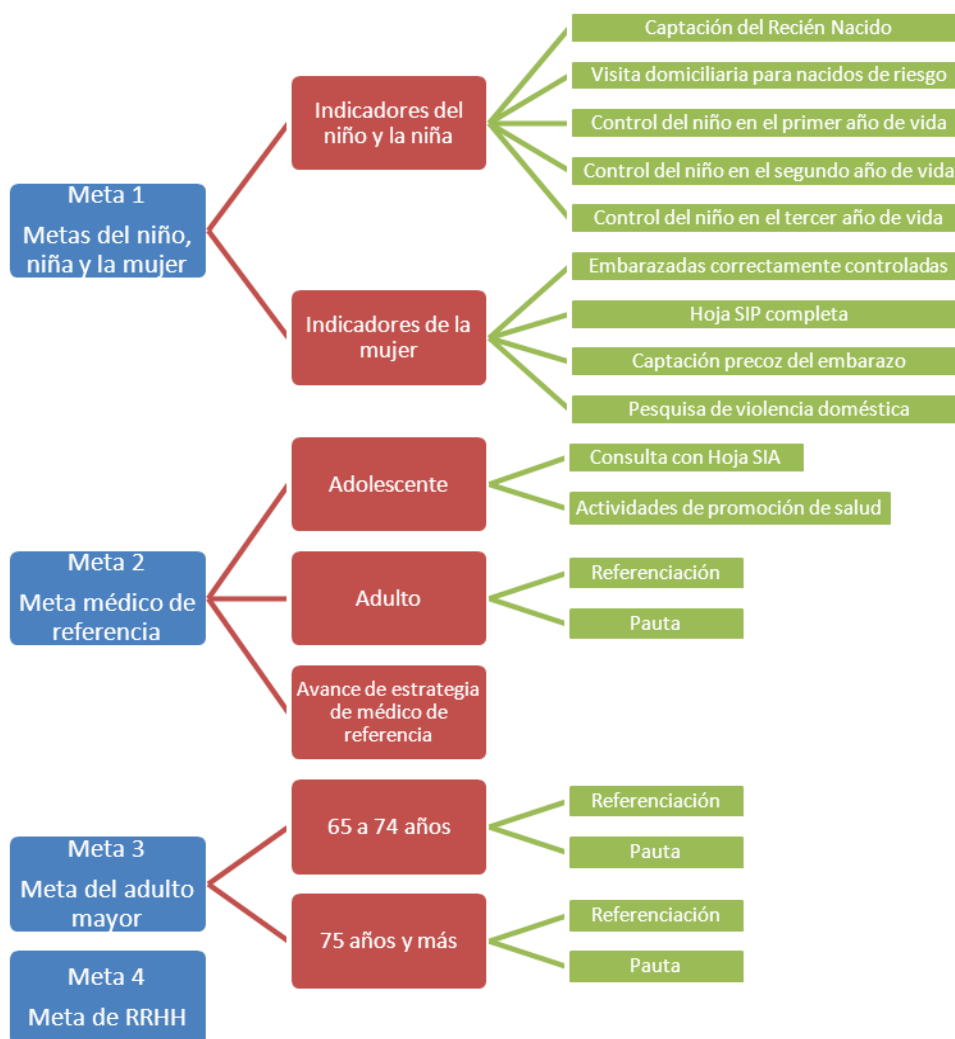 Meta 1
Metas del niño,
niña y la mujer
Indicadores del
niño y la niña
Captación del Recién Nacido
Visita domiciliaria para nacidos de riesgo
Control del niño en el primer año de vida
Control del niño en el segundo año de vida
Control del niño en el tercer año de vida
Indicadores de la
mujer
Embarazadas correctamente controladas
Hoja SIP completa
Captación precoz del embarazo
Pesquisa de violencia doméstica
Meta 2
Meta médico de
referencia
Adolescente
Consulta con Hoja SIA
Actividades de promoción de salud
Adulto
Referenciación
Pauta
Avance de estrategia
de médico de
referencia
Meta 3
Meta del adulto
mayor
65 a 74 años
Referenciación
Pauta
75 años y más
Referenciación
Pauta
Meta 4
Meta de RRHH